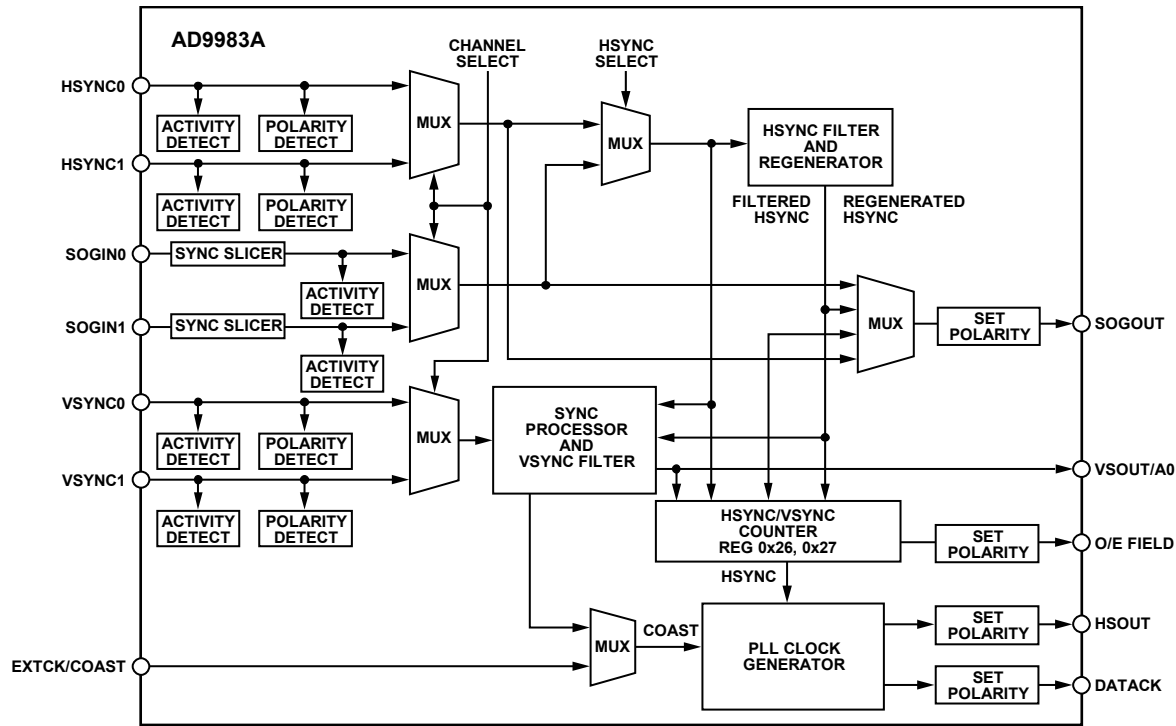 AD9983A
CHANNEL
SELECT
HSYNC
SELECT
HSYNC0
ACTIVITY
DETECT
POLARITY
DETECT
MUX
MUX
HSYNC FILTER
AND
REGENERATOR
HSYNC1
ACTIVITY
DETECT
POLARITY
DETECT
FILTERED
HSYNC
REGENERATED
HSYNC
SOGIN0
SYNC SLICER
ACTIVITY
DETECT
MUX
SOGIN1
SYNC SLICER
ACTIVITY
DETECT
MUX
SET
POLARITY
SOGOUT
VSYNC0
ACTIVITY
DETECT
POLARITY
DETECT
MUX
SYNC
PROCESSOR
AND
VSYNC FILTER
VSYNC1
ACTIVITY
DETECT
POLARITY
DETECT
VSOUT/A0
HSYNC/VSYNC
COUNTER
REG 0x26, 0x27
SET
POLARITY
O/E FIELD
HSYNC
EXTCK/COAST
MUX
COAST
PLL CLOCK
GENERATOR
SET
POLARITY
HSOUT
SET
POLARITY
DATACK